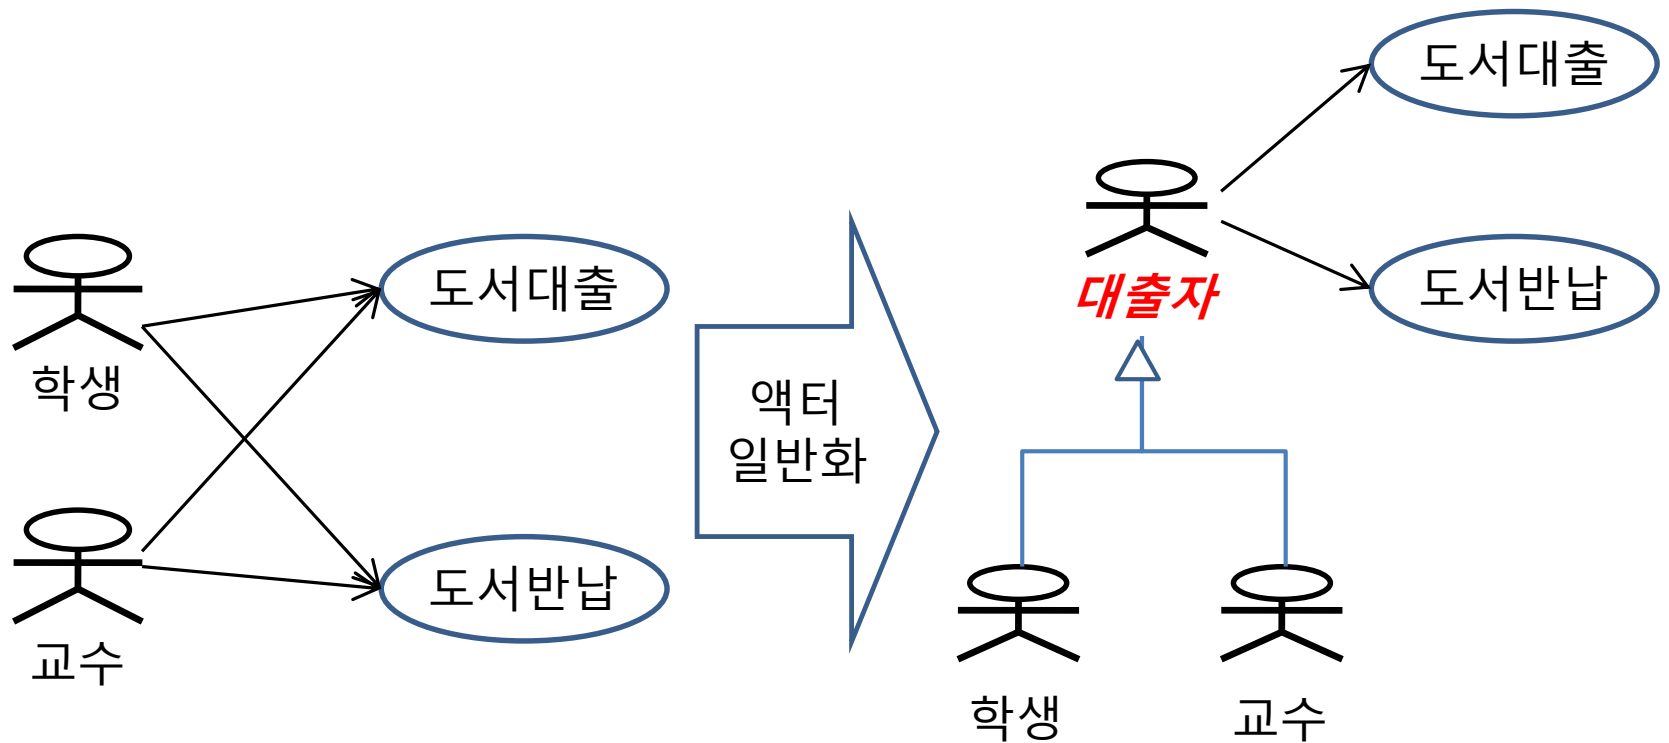 학생
교수
도서대출
도서반납
액터
일반화
대출자
도서대출
도서반납
학생
교수